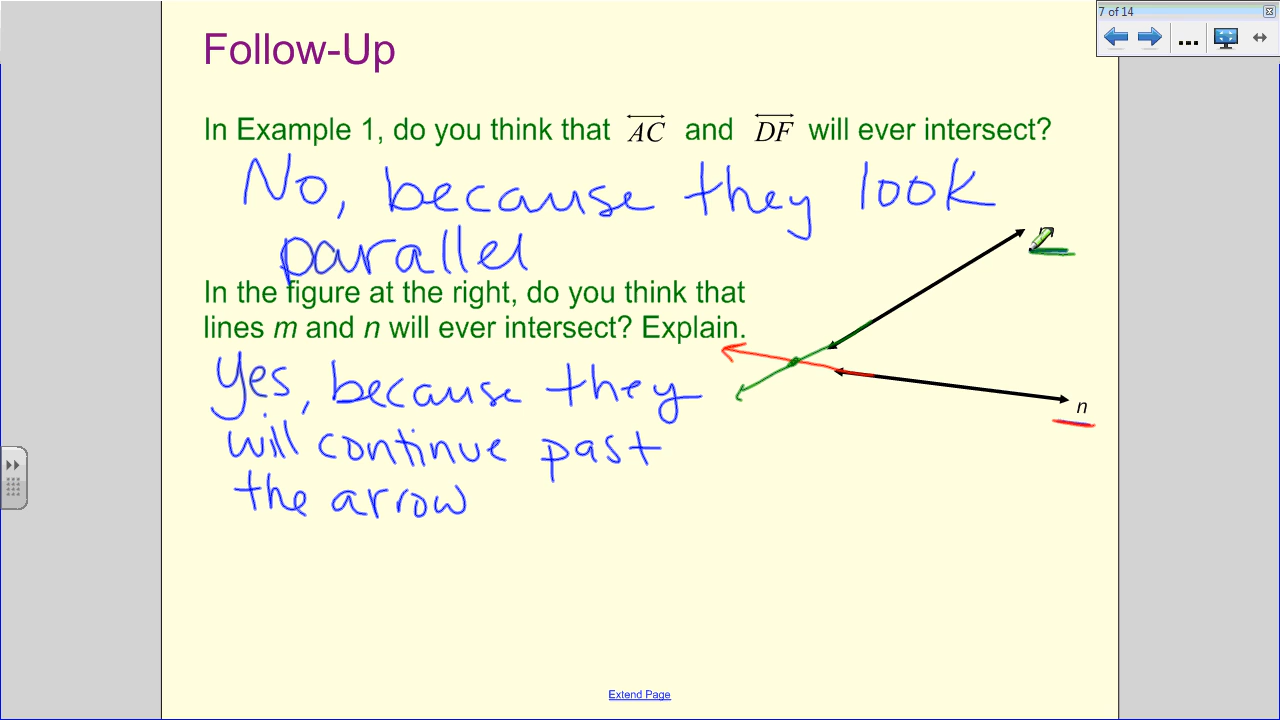 7 of 14
Follow-Up
In Example 1, do you think that AC and DF will ever intersect?
No, because they look
parallel
In the figure at the right, do you think that
lines m and n will ever intersect? Explain.
Yes, because they
will continue past
the arrow
n
Extend Page